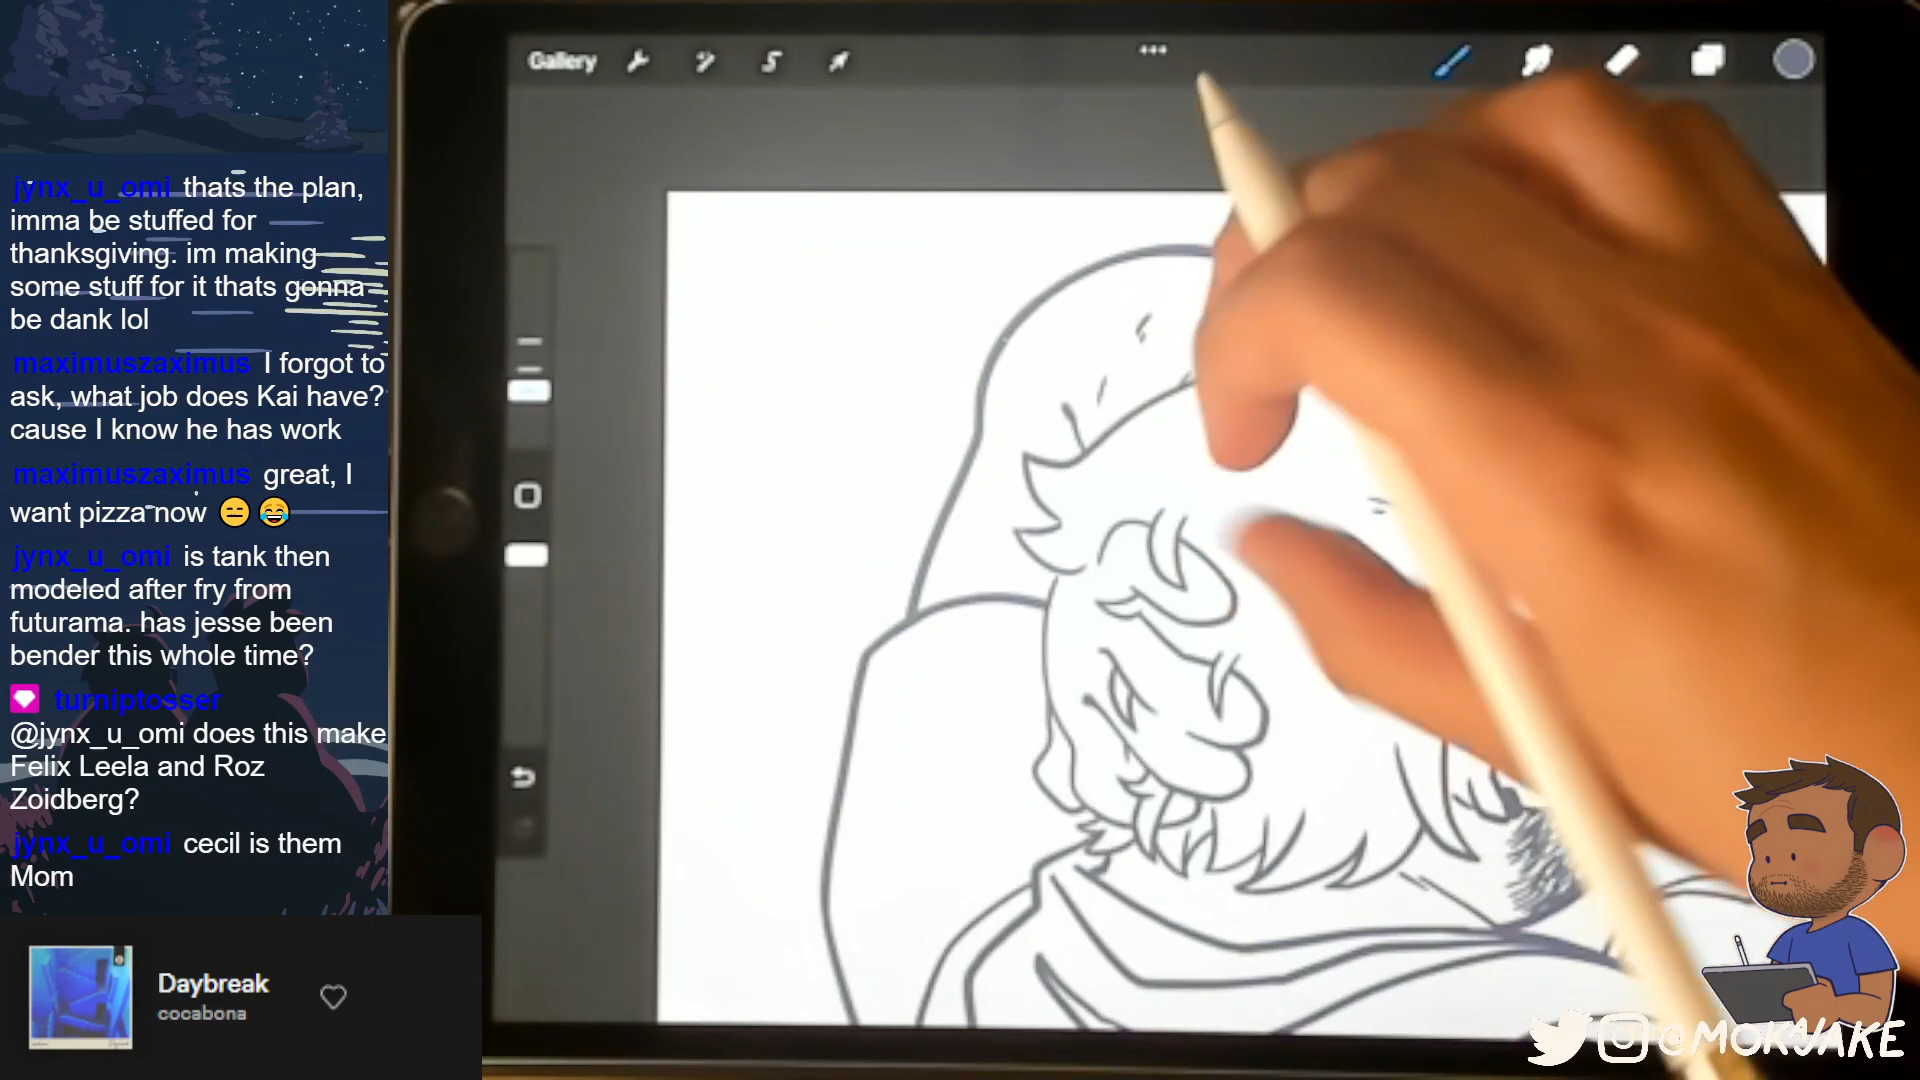 Gallery
jynx_u_omi thats the plan,
imma be stuffed for
thanksgiving. im making
some stuff for it thats gonna
be dank lol
maximuszaximus I forgot to
ask, what job does Kai have?
cause I know he has work
maximuszaximus great, I
want pizza now 😑 😂
jynx_u_omi is tank then
modeled after fry from
futurama. has jesse been
bender this whole time?
turniptosser
@jynx_u_omi does this make
Felix Leela and Roz
Zoidberg?
jynx_u_omi cecil is them
Mom
Daybreak
cocabona
@MOKJAKE